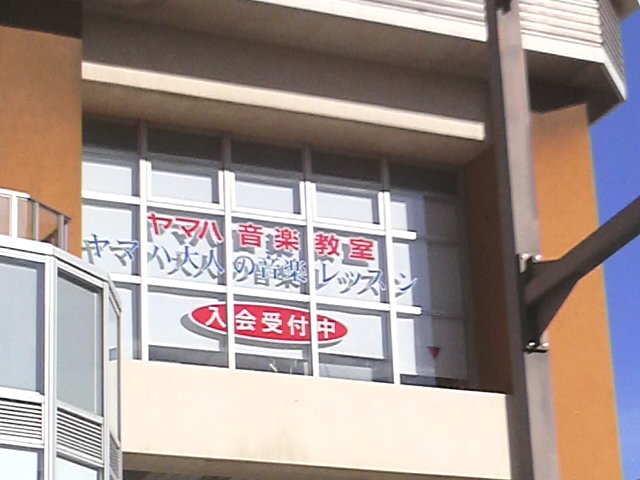 ヤマハ 音楽 教室
ヤマハ大人の音楽 レッスン
入会受付中